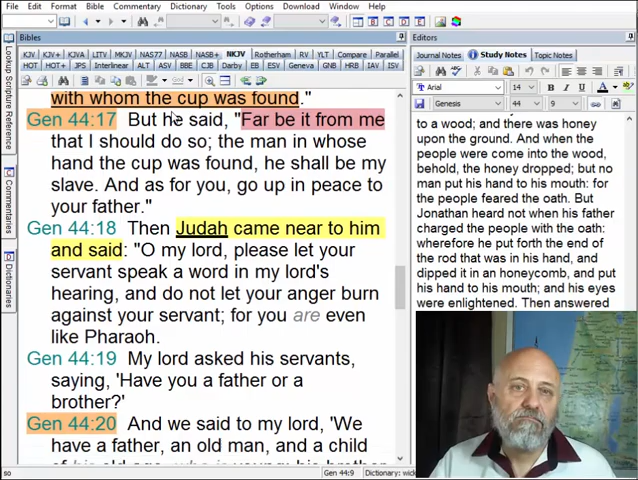 File Edit Format View Bible Book Commentary Dictionary Tools Options Download Window Help
Bibles
KJV KJV+ KJVA LITV MKJV NAS77 NASB NASB+ NKJV Rotherham RV YLT Compare Parallel
HOT HOT+ JPS Interlinear ALT ASV BBE CJB Darby EB ESV Geneva GNB HRB IAV ISV
with whom the cup was found."
Gen 44:17 But he said, "Far be it from me
that I should do so; the man in whose
hand the cup was found, he shall be my
slave. And as for you, go up in peace to
your father."
Gen 44:18 Then Judah came near to him
and said: "O my lord, please let your
servant speak a word in my lord's
hearing, and do not let your anger burn
against your servant; for you are even
like Pharaoh.
Gen 44:19 My lord asked his servants,
saying, 'Have you a father or a
brother?'
Gen 44:20 And we said to my lord, 'We
have a father, an old man, and a child
Lookup Scripture Reference
Commentaries
Dictionaries
Editors
Journal Notes Study Notes Topic Notes
Arial 14 B I U
Genesis 44
to a wood; and there was honey
upon the ground. And when the
people were come into the wood,
behold, the honey dropped; but no
man put his hand to his mouth: for
the people feared the oath. But
Jonathan heard not when his father
charged the people with the oath:
wherefore he put forth the end of
the rod that was in his hand, and
dipped it in an honeycomb, and put
his hand to his mouth; and his eyes
were enlightened. Then answered
Gen 44:9